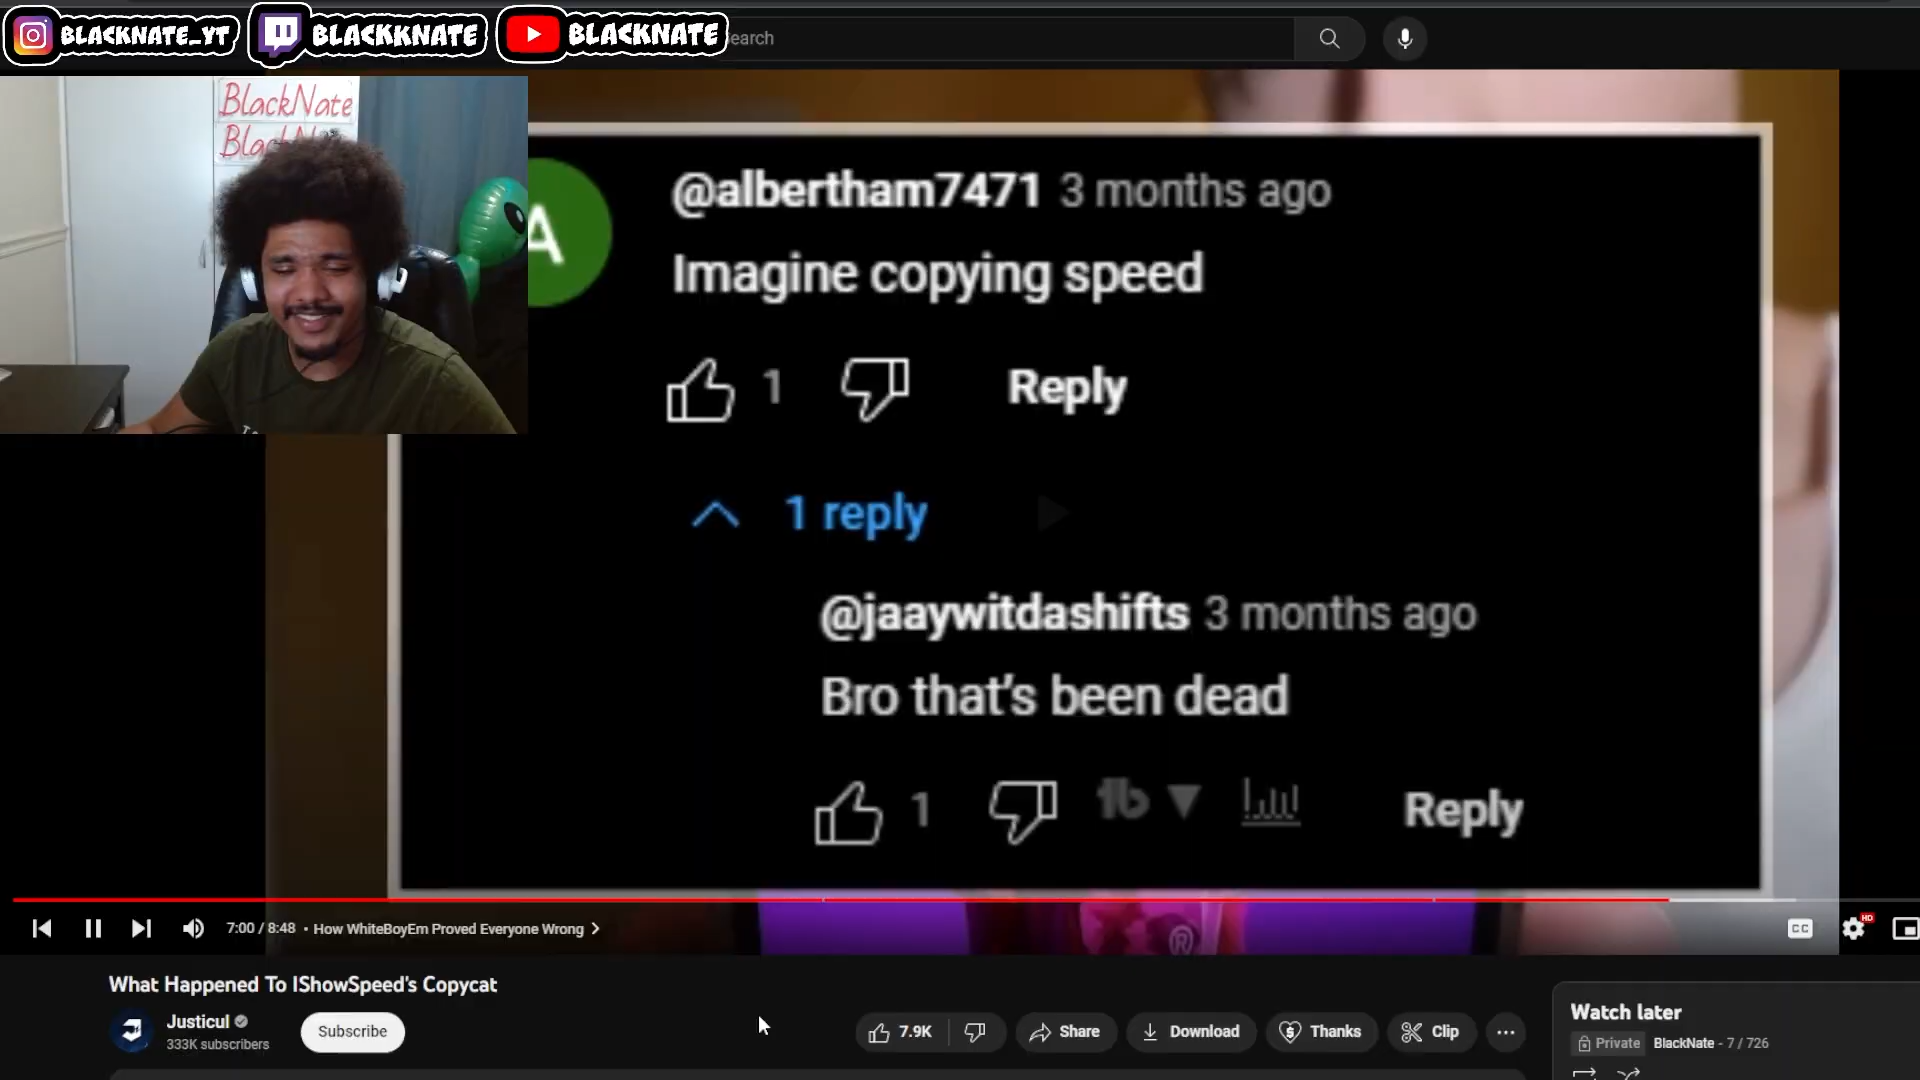 BLACKNATE_YT
BLACKKNATE
BLACKNATE
earch
BlackNate
@albertham7471 3 months ago
A
Imagine copying speed
1
Reply
1 reply
@jaaywitdashifts 3 months ago
Bro that's been dead
1
Reply
®
7:00 / 8:48 • How WhiteBoyEm Proved Everyone Wrong
CC
HD
What Happened To IShowSpeed's Copycat
Justicul
333K subscribers
Subscribe
7.9K
Share
Download
Thanks
Clip
Watch later
Private BlackNate - 7 / 726